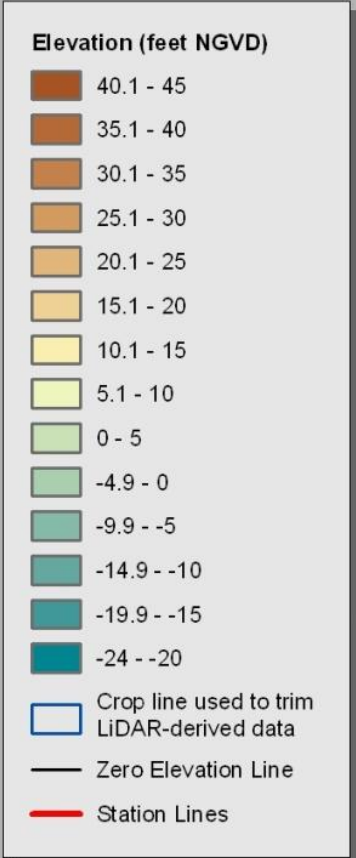 Elevation (feet NGVD)
40.1 - 45
35.1 - 40
30.1 - 35
25.1 - 30
20.1 - 25
15.1 - 20
10.1 - 15
5.1 - 10
0 - 5
-4.9 - 0
-9.9 - -5
-14.9 - -10
-19.9 - -15
-24 - -20
Crop line used to trim
LiDAR-derived data
Zero Elevation Line
Station Lines